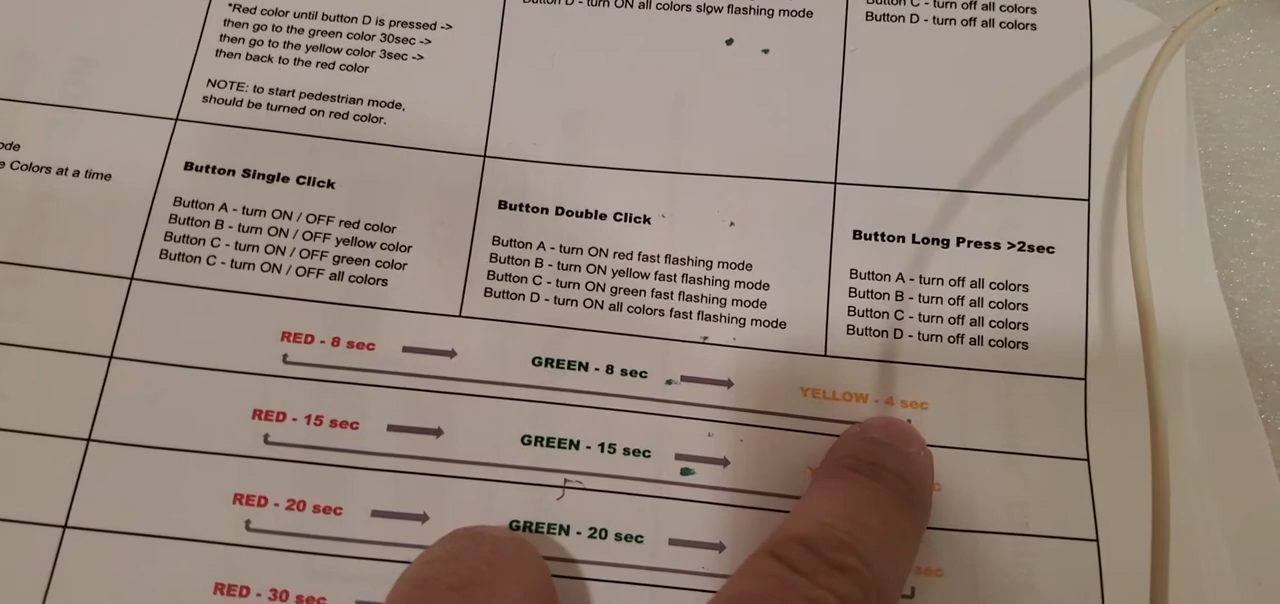 *Red color until button D is pressed ->
then go to the green color 30sec ->
then go to the yellow color 3sec ->
then back to the red color
NOTE: to start pedestrian mode,
should be turned on red color.
Button D - turn ON all colors slow flashing mode
Button C - turn off all colors
Button D - turn off all colors
e Colors at a time
Button Single Click
Button A - turn ON / OFF red color
Button B - turn ON / OFF yellow color
Button C - turn ON / OFF green color
Button C - turn ON / OFF all colors
Button Double Click
Button A - turn ON red fast flashing mode
Button B - turn ON yellow fast flashing mode
Button C - turn ON green fast flashing mode
Button D - turn ON all colors fast flashing mode
Button Long Press >2sec
Button A - turn off all colors
Button B - turn off all colors
Button C - turn off all colors
Button D - turn off all colors
RED - 8 sec GREEN - 8 sec YELLOW - 4 sec
RED - 15 sec GREEN - 15 sec
RED - 20 sec GREEN - 20 sec sec
RED - 30 sec